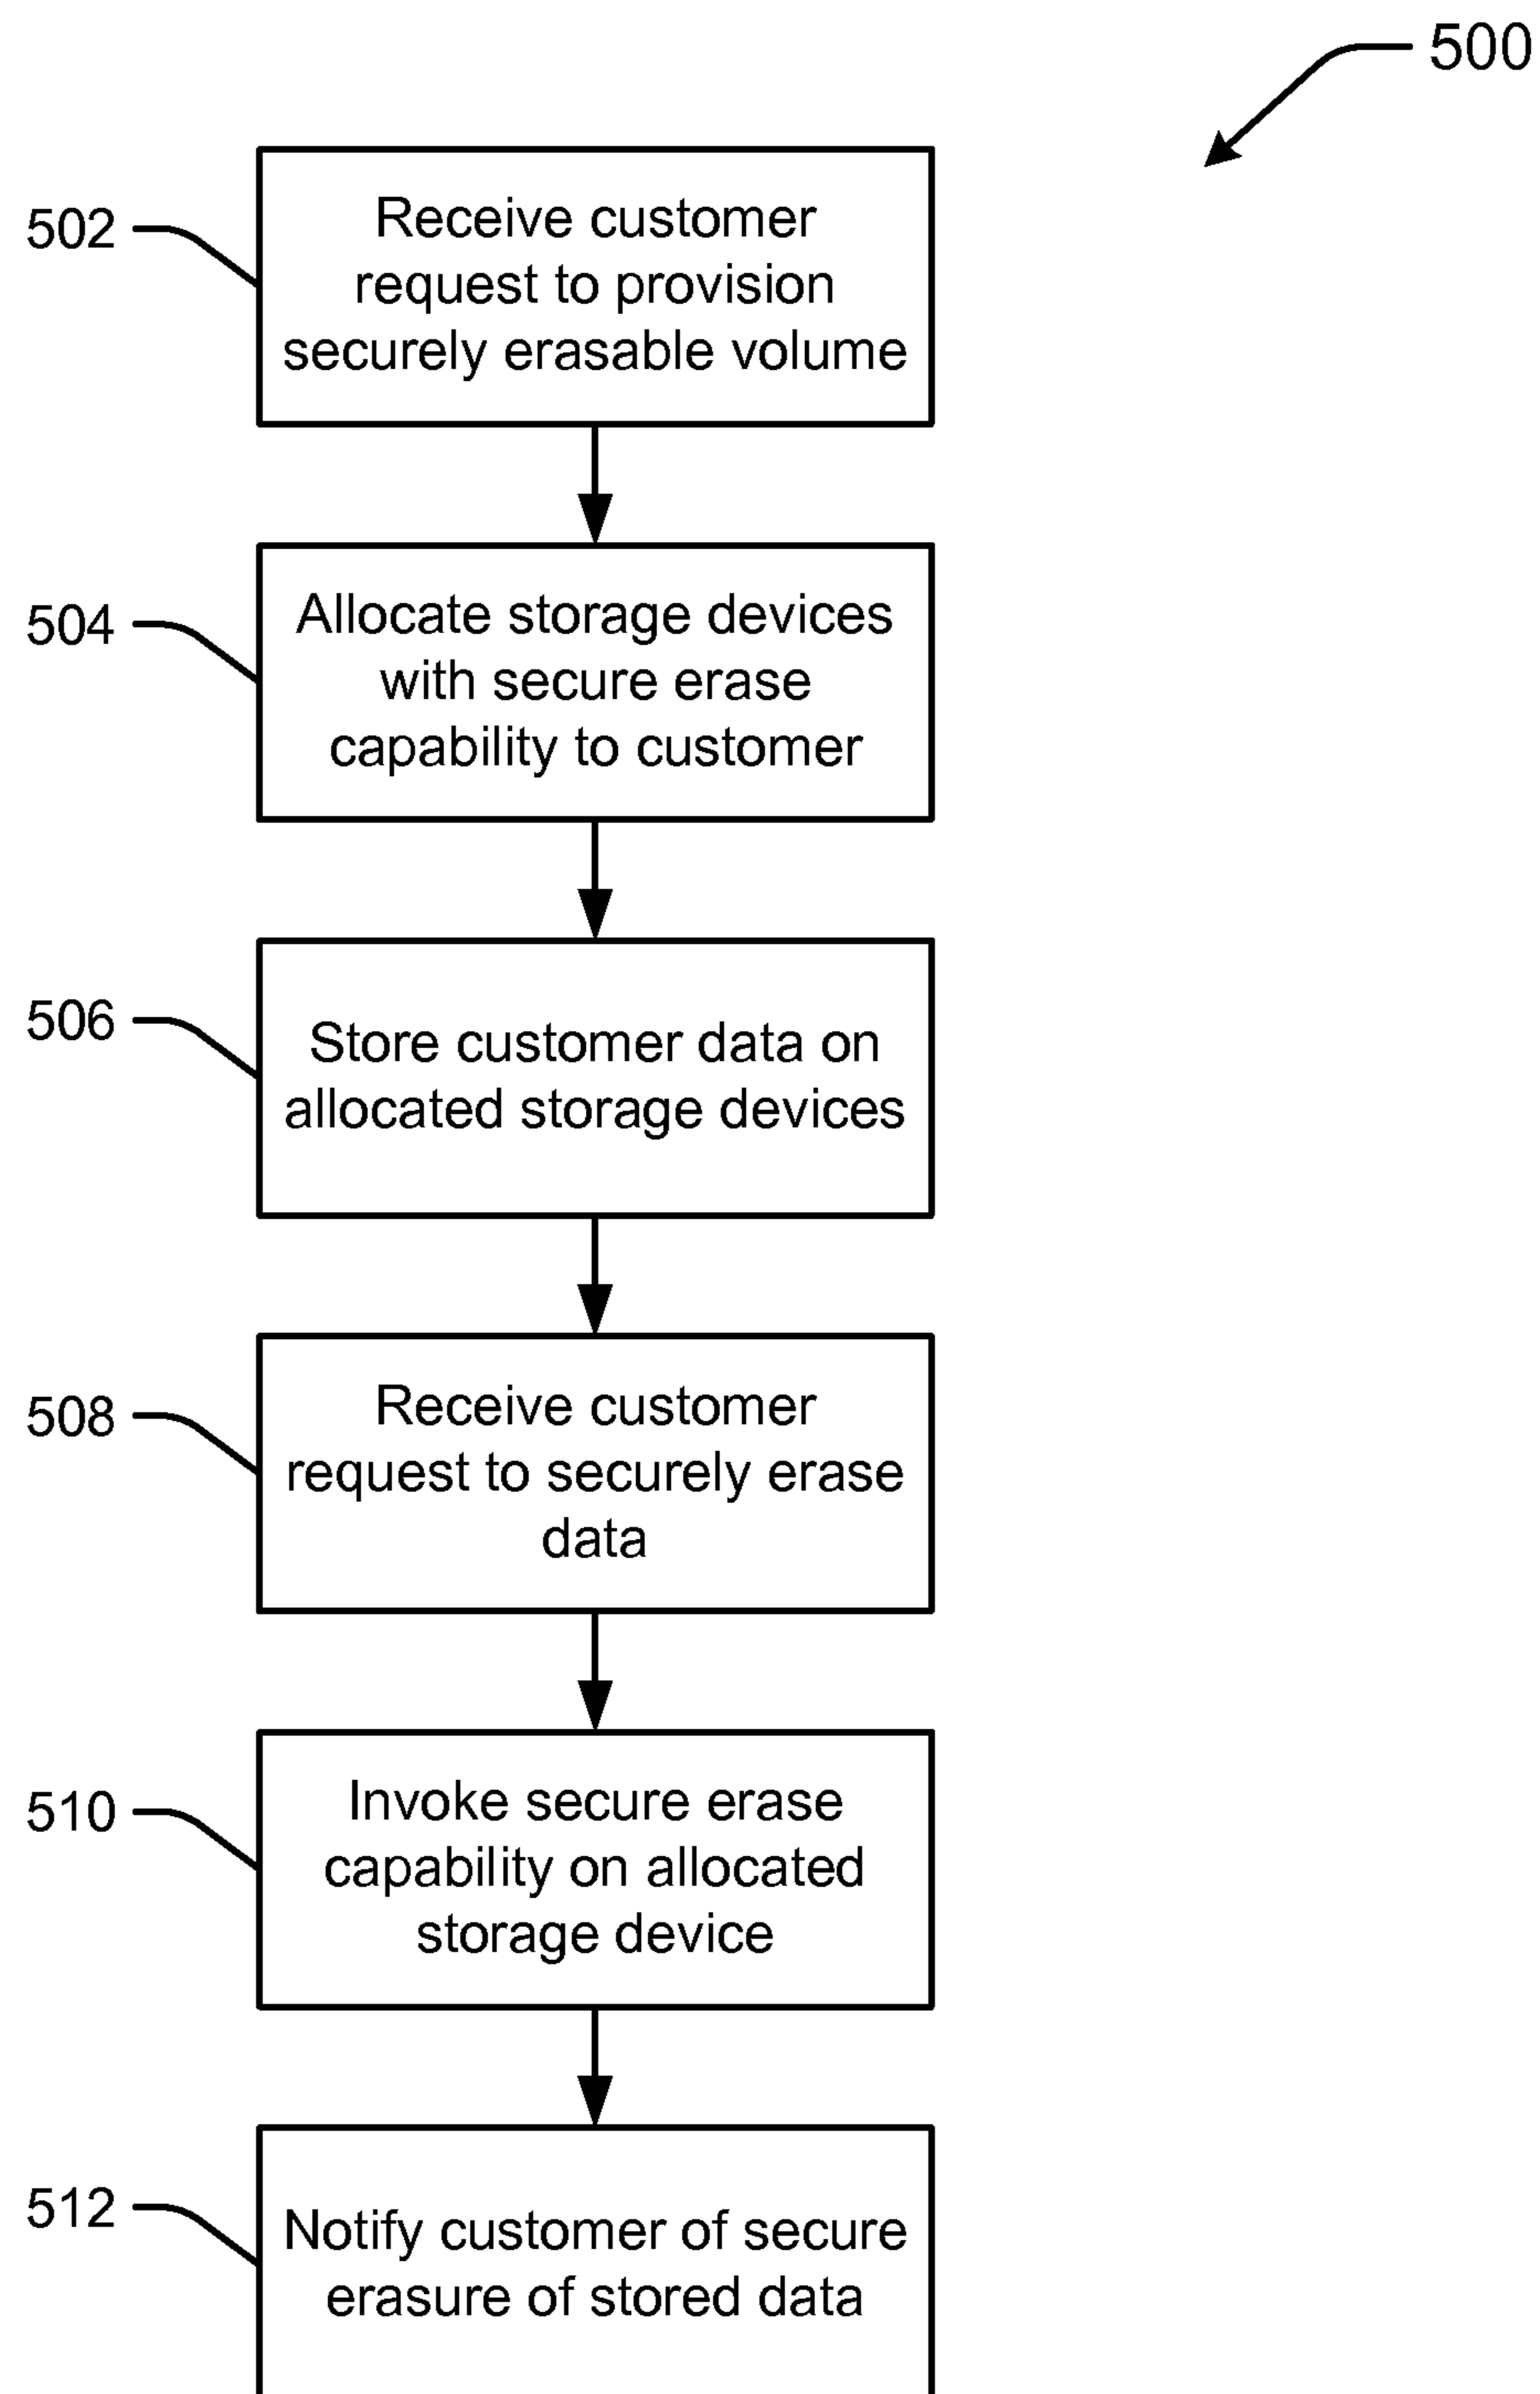 500
502
Receive customer
request to provision
securely erasable volume
504
Allocate storage devices
with secure erase
capability to customer
506
Store customer data on
allocated storage devices
508
Receive customer
request to securely erase
data
510
Invoke secure erase
capability on allocated
storage device
512
Notify customer of secure
erasure of stored data